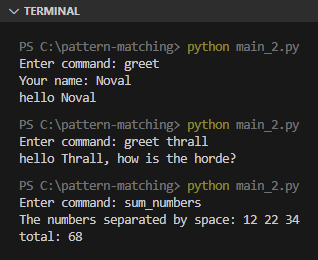 TERMINAL
PS C:\pattern-matching> python main_2.py
Enter command: greet
Your name: Noval
hello Noval
PS C:\pattern-matching> python main_2.py
Enter command: greet thrall
hello Thrall, how is the horde?
PS C:\pattern-matching> python main_2.py
Enter command: sum_numbers
The numbers separated by space: 12 22 34
total: 68